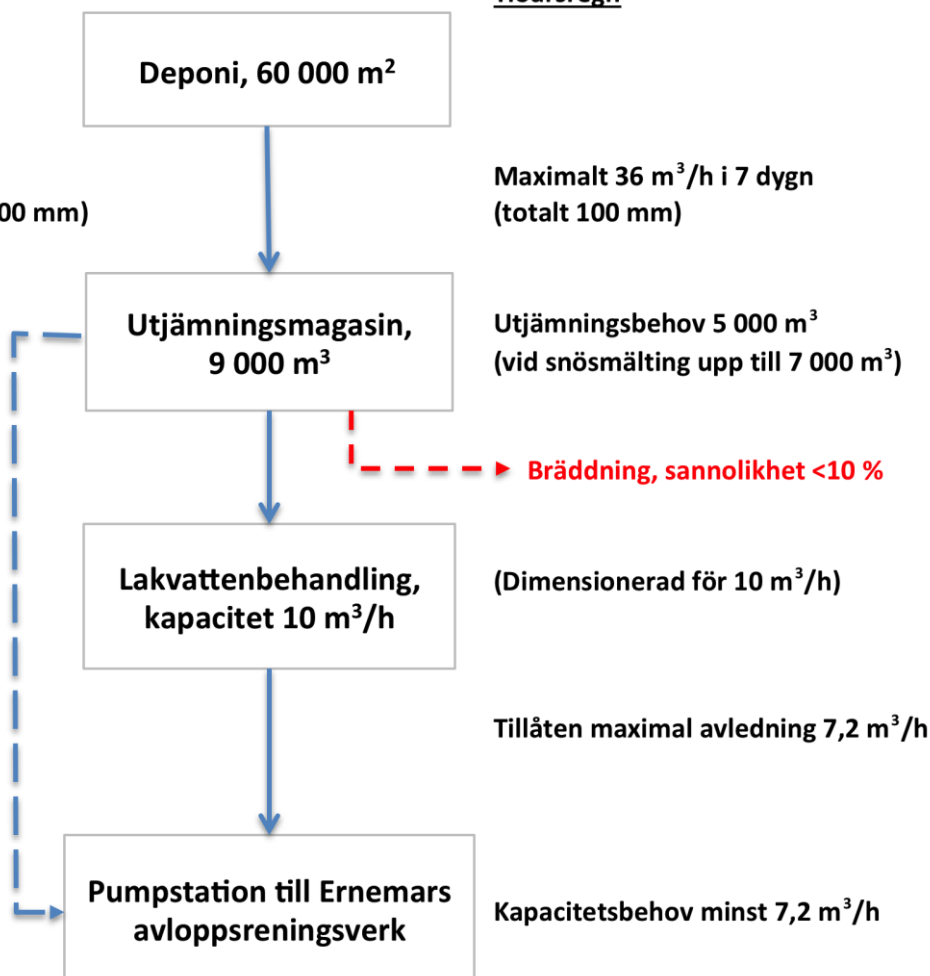 Deponi, 60 000 m²
Maximalt 36 m³/h i 7 dygn
(totalt 100 mm)
00 mm)
Utjämningsmagasin,
9 000 m³
Utjämningsbehov 5 000 m³
(vid snösmälting upp till 7 000 m³)
Bräddning, sannolikhet <10 %
Lakvattenbehandling,
kapacitet 10 m³/h
(Dimensionerad för 10 m³/h)
Tillåten maximal avledning 7,2 m³/h
Pumpstation till Ernemars
avloppsreningsverk
Kapacitetsbehov minst 7,2 m³/h